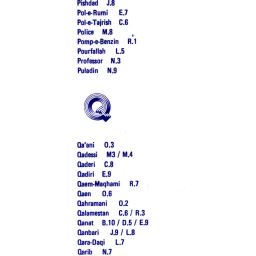 Pishdad J.8
Pol-e-Rumi E.7
Pol-e-Tajrish C.6
Police M.8
Pomp-e-Benzin R.1
Pourfallah L.5
Professor N.3
Puladin N.9
Q
Qa'ani O.3
Qadessi M3 / M.4
Qaderi C.8
Qadiri E.9
Qaem-Maqhami R.7
Qaen O.6
Qahramani O.2
Qalamestan C.6 / R.3
Qanat B.10 / D.5 / E.9
Qanbari J.9 / L.8
Qara-Daqi L.7
Qarib N.7